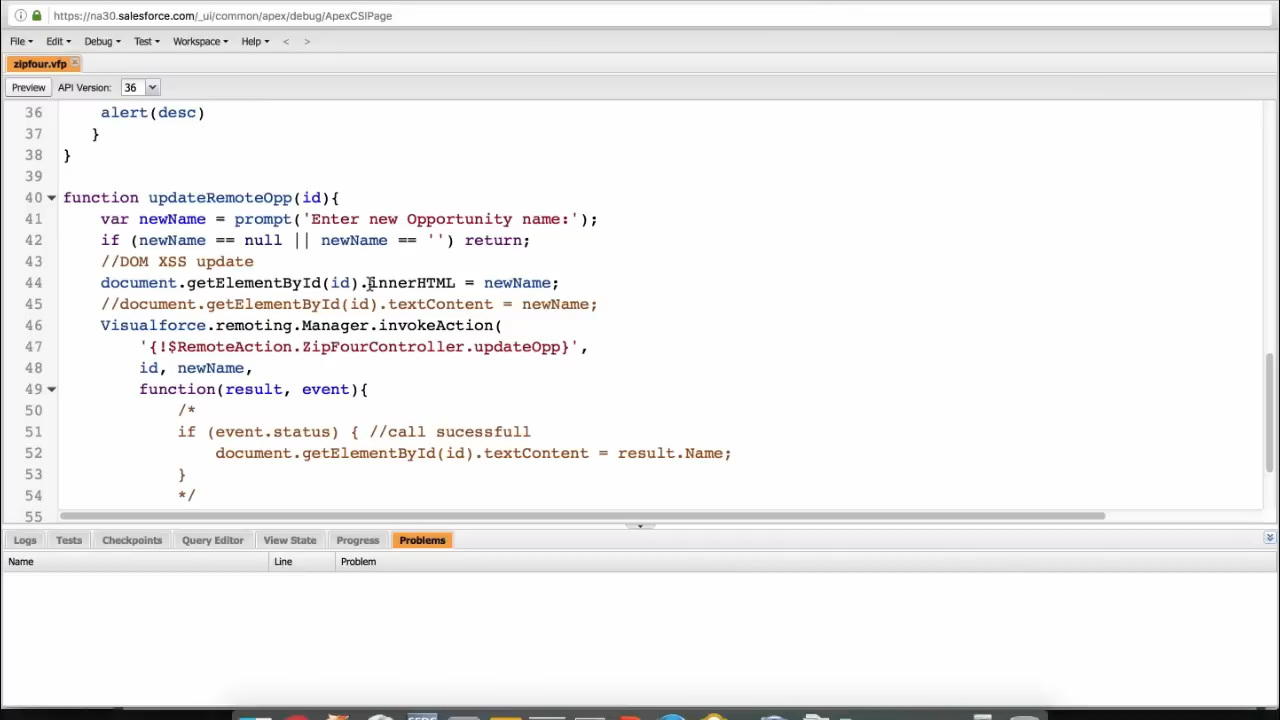 https://na30.salesforce.com/_ui/common/apex/debug/ApexCSIPage
File Edit Debug Test Workspace Help < >
zipfour.vfp
Preview API Version: 36
36 alert(desc)
37 }
38 }
39
40 function updateRemoteOpp(id){
41 var newName = prompt('Enter new Opportunity name:');
42 if (newName == null || newName == '') return;
43 //DOM XSS update
44 document.getElementById(id).innerHTML = newName;
45 //document.getElementById(id).textContent = newName;
46 Visualforce.remoting.Manager.invokeAction(
47 '{!$RemoteAction.ZipFourController.updateOpp}',
48 id, newName,
49 function(result, event){
50 /*
51 if (event.status) { //call sucessfull
52 document.getElementById(id).textContent = result.Name;
53 }
54 */
55
Logs Tests Checkpoints Query Editor View State Progress Problems
Name Line Problem